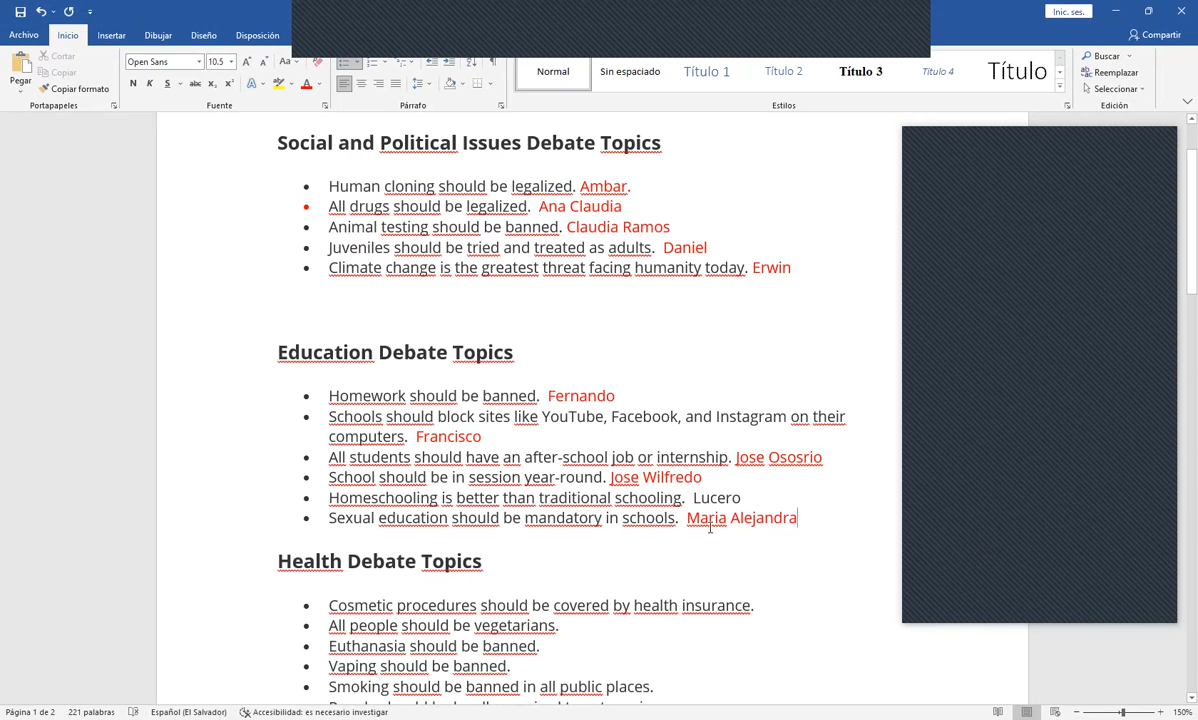 Inic. ses.
Archivo Inicio Insertar Dibujar Diseño Disposición
Compartir
Pegar
Cortar
Copiar
Copiar formato
Portapapeles
Open Sans 10.5
N K S abc x₂ x²
Fuente
Párrafo
Normal Sin espaciado Título 1 Título 2 Título 3 Título 4 Título
Estilos
Buscar
Reemplazar
Seleccionar
Edición
Social and Political Issues Debate Topics
• Human cloning should be legalized. Ambar.
• All drugs should be legalized. Ana Claudia
• Animal testing should be banned. Claudia Ramos
• Juveniles should be tried and treated as adults. Daniel
• Climate change is the greatest threat facing humanity today. Erwin
Education Debate Topics
• Homework should be banned. Fernando
• Schools should block sites like YouTube, Facebook, and Instagram on their
computers. Francisco
• All students should have an after-school job or internship. Jose Ososrio
• School should be in session year-round. Jose Wilfredo
• Homeschooling is better than traditional schooling. Lucero
• Sexual education should be mandatory in schools. Maria Alejandra
Health Debate Topics
• Cosmetic procedures should be covered by health insurance.
• All people should be vegetarians.
• Euthanasia should be banned.
• Vaping should be banned.
• Smoking should be banned in all public places.
Página 1 de 2 221 palabras Español (El Salvador) Accesibilidad: es necesario investigar 150%